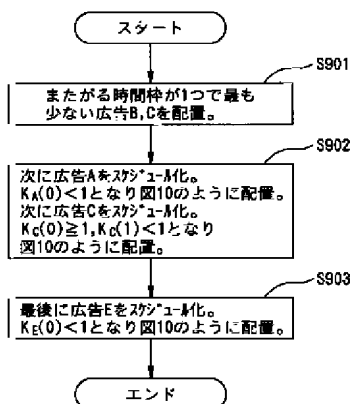 スタート
S901
またがる時間枠が1つで最も
少ない広告B,Cを配置。
S902
次に広告Aをスケジュール化。
KA(0)<1となり図10のように配置。
次に広告Cをスケジュール化。
KC(0)≧1,KC(1)<1となり
図10のように配置。
S903
最後に広告Eをスケジュール化。
KE(0)<1となり図10のように配置。
エンド